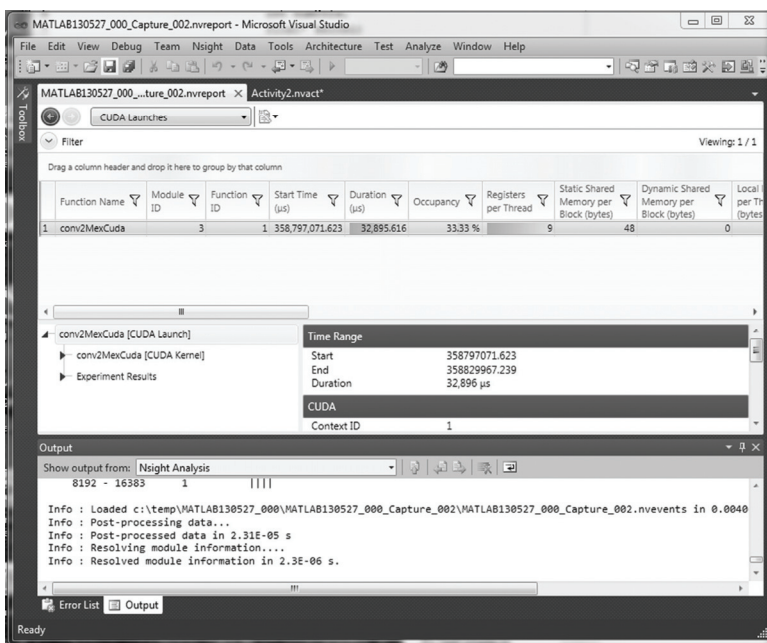 MATLAB130527_000_Capture_002.nvreport - Microsoft Visual Studio
File Edit View Debug Team Nsight Data Tools Architecture Test Analyze Window Help
Toolbox
MATLAB130527_000_...ture_002.nvreport × Activity2.nvact*
CUDA Launches
Filter Viewing: 1 / 1
Drag a column header and drop it here to group by that column
Function Name Module ID Function ID Start Time (µs) Duration (µs) Occupancy Registers per Thread Static Shared Memory per Block (bytes) Dynamic Shared Memory per Block (bytes) Local per Th (bytes
1 conv2MexCuda 3 1 358,797,071.623 32,895.616 33.33 % 9 48 0
conv2MexCuda [CUDA Launch]
conv2MexCuda [CUDA Kernel]
Experiment Results
Time Range
Start 358797071.623
End 358829967.239
Duration 32,896 µs
CUDA
Context ID 1
Output
Show output from: Nsight Analysis
8192 - 16383 1 ||||
Info : Loaded c:\temp\MATLAB130527_000\MATLAB130527_000_Capture_002\MATLAB130527_000_Capture_002.nvevents in 0.0040
Info : Post-processing data...
Info : Post-processed data in 2.31E-05 s
Info : Resolving module information....
Info : Resolved module information in 2.3E-06 s.
Error List Output
Ready